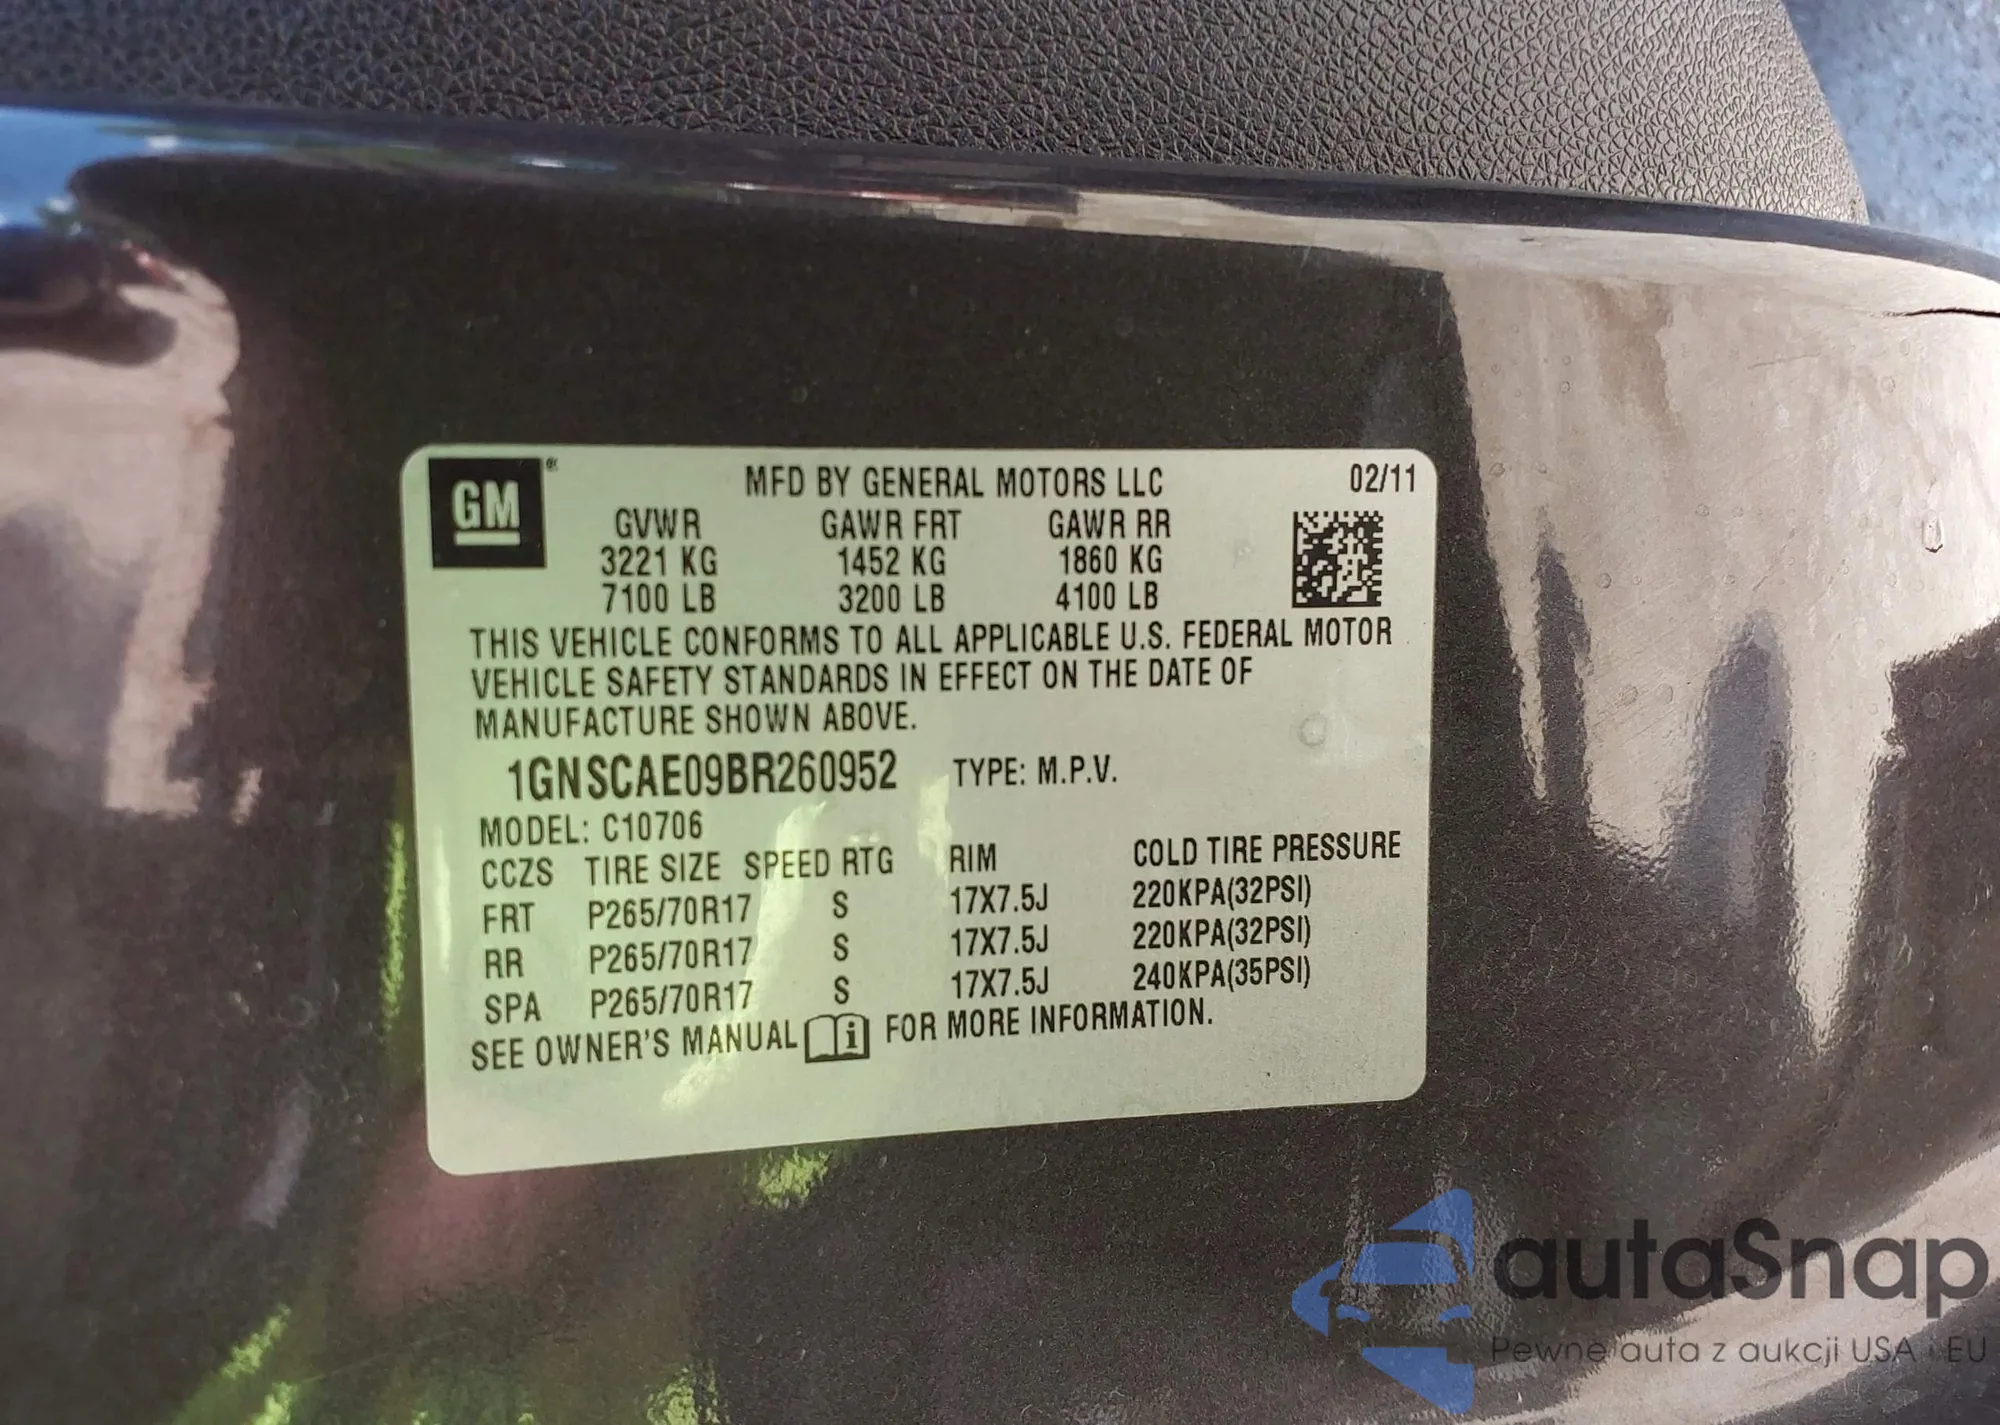 GM ® MFD BY GENERAL MOTORS LLC 02/11
GVWR GAWR FRT GAWR RR
3221 KG 1452 KG 1860 KG
7100 LB 3200 LB 4100 LB
THIS VEHICLE CONFORMS TO ALL APPLICABLE U.S. FEDERAL MOTOR
VEHICLE SAFETY STANDARDS IN EFFECT ON THE DATE OF
MANUFACTURE SHOWN ABOVE.
1GNSCAE09BR260952 TYPE: M.P.V.
MODEL: C10706
CCZS TIRE SIZE SPEED RTG RIM COLD TIRE PRESSURE
FRT P265/70R17 S 17X7.5J 220KPA(32PSI)
RR P265/70R17 S 17X7.5J 220KPA(32PSI)
SPA P265/70R17 S 17X7.5J 240KPA(35PSI)
SEE OWNER'S MANUAL i FOR MORE INFORMATION.
autaSnap
Pewne auta z aukcji USA i EU